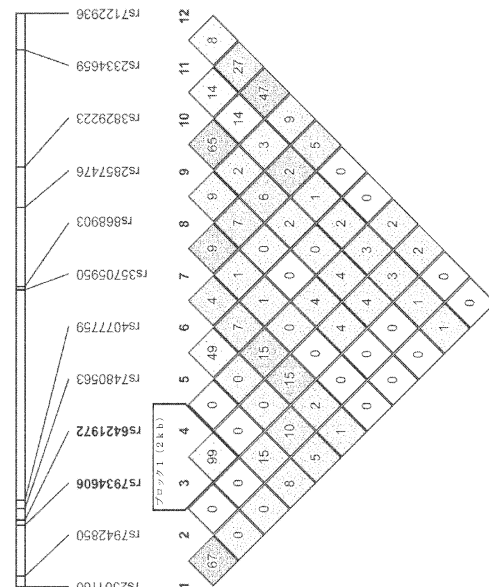 rs7942850
rs7934606
rs6421972
rs7480563
rs4077759
rs35705950
rs868903
rs2857476
rs3829223
rs2334659
rs7122936
1 2 3 4 5 6 7 8 9 10 11 12
ブロック1 (2kb)
67 0 99 0 49 4 9 9 65 14 8
0 0 0 0 7 1 7 2 14 27
0 15 0 15 1 0 6 3 47
8 10 15 0 0 2 2 9
5 2 0 4 0 1 5
1 0 4 4 2 0
0 0 4 3 0
0 0 3 2
0 1 2
1 0
0